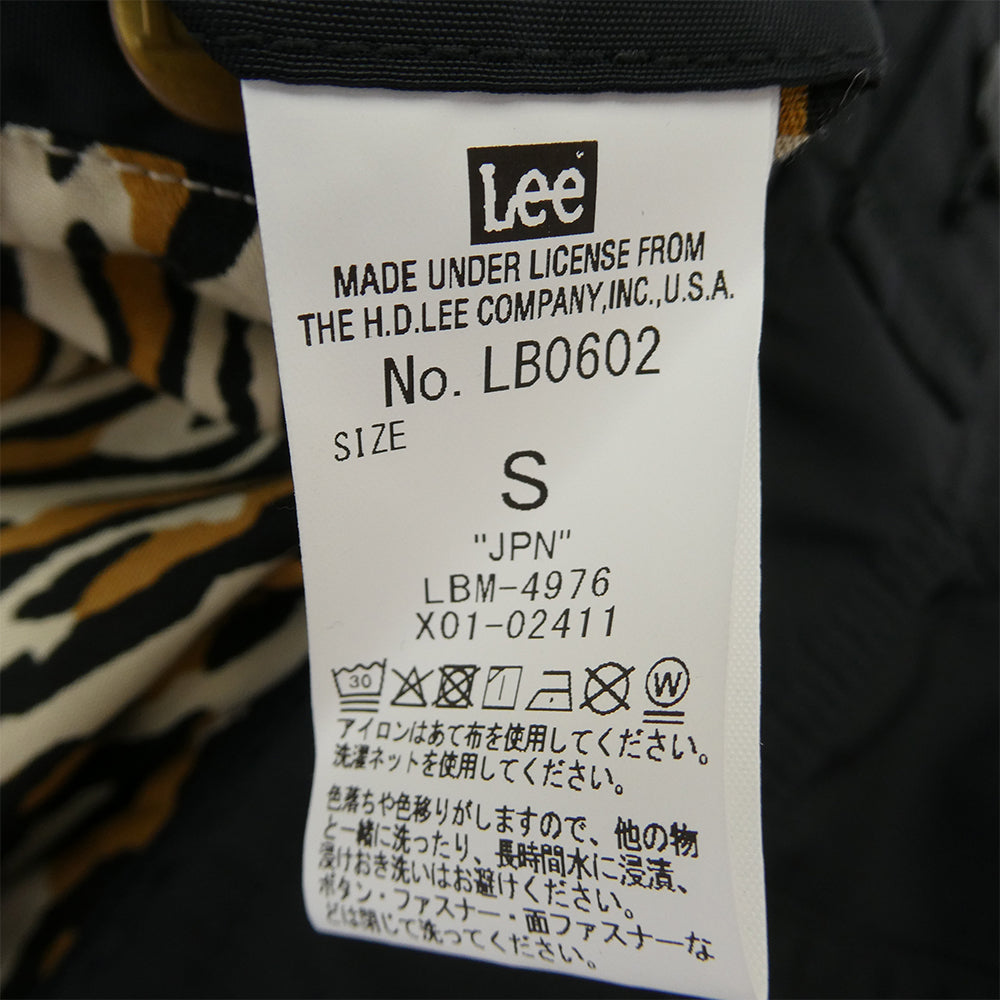 Lee
MADE UNDER LICENSE FROM
THE H.D.LEE COMPANY,INC.,U.S.A.
No. LB0602
SIZE
S
"JPN"
LBM-4976
X01-02411
30 W
アイロンはあて布を使用してください。
洗濯ネットを使用してください。
色落ちや色移りがしますので、他の物
と一緒に洗ったり、長時間水に浸漬、
浸けおき洗いはお避けください。
ボタン・ファスナー・面ファスナーな
どは閉じて洗ってください。